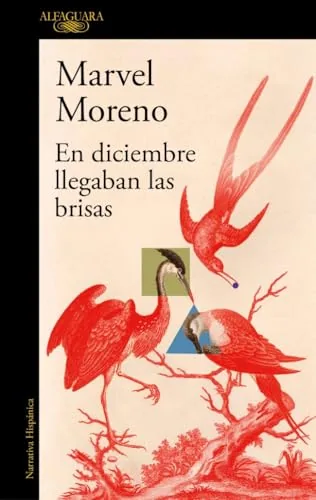 ALFAGUARA
Marvel
Moreno
En diciembre
llegaban las
brisas
Narrativa Hispánica